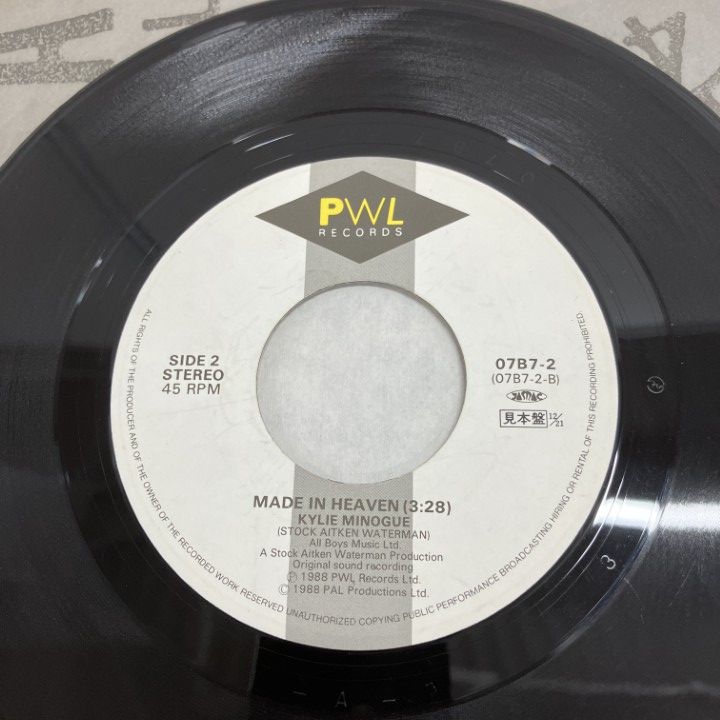 PWL
RECORDS
SIDE 2
STEREO
45 RPM
07B7-2
(07B7-2-B)
JASRAC
見本盤 12/21
MADE IN HEAVEN (3:28)
KYLIE MINOGUE
(STOCK AITKEN WATERMAN)
All Boys Music Ltd.
A Stock Aitken Waterman Production
Original sound recording
Ⓟ 1988 PWL Records Ltd.
© 1988 PAL Productions Ltd.
ALL RIGHTS OF THE PRODUCER AND OF THE OWNER OF THE RECORDED WORK RESERVED UNAUTHORIZED COPYING PUBLIC PERFORMANCE BROADCASTING HIRING OR RENTAL OF THIS RECORDING PROHIBITED.
3
- A - 3